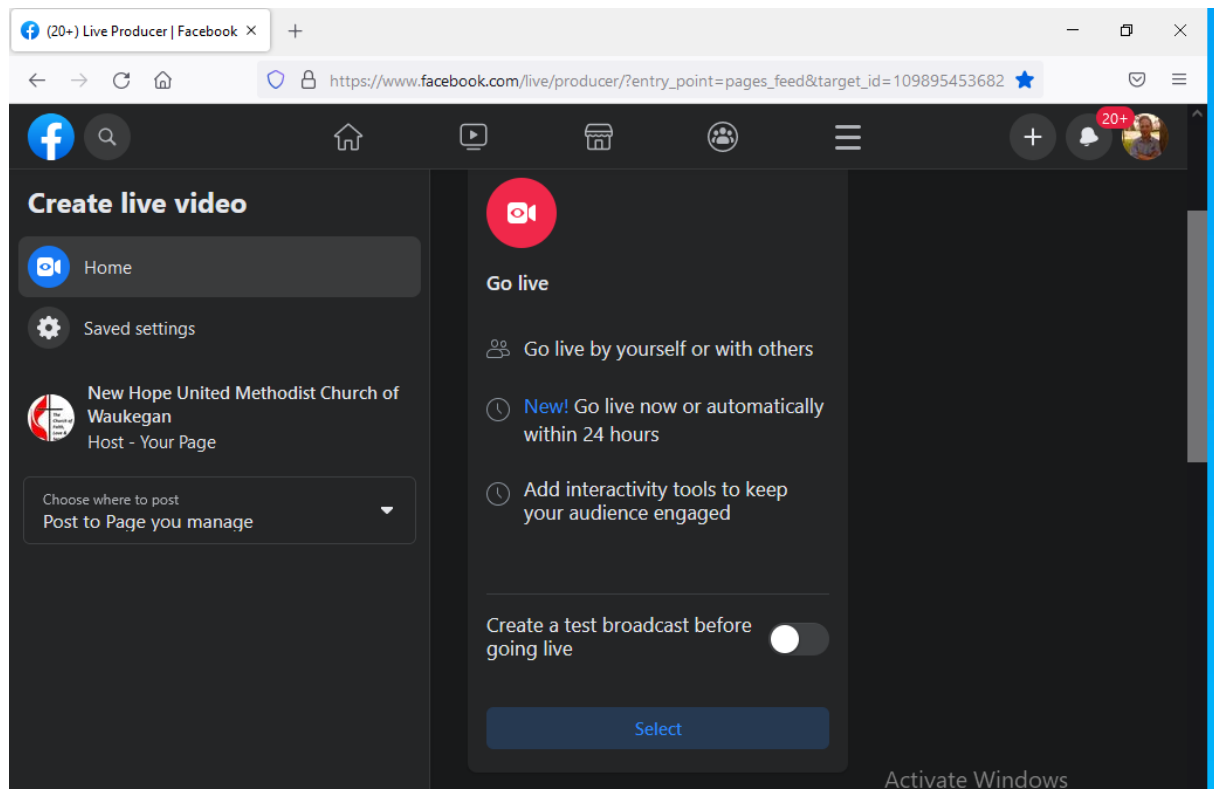 (20+) Live Producer | Facebook
https://www.facebook.com/live/producer/?entry_point=pages_feed&target_id=109895453682
20+
Create live video
Home
Saved settings
New Hope United Methodist Church of
Waukegan
Host - Your Page
Choose where to post
Post to Page you manage
Go live
Go live by yourself or with others
New! Go live now or automatically
within 24 hours
Add interactivity tools to keep
your audience engaged
Create a test broadcast before
going live
Select
Activate Windows